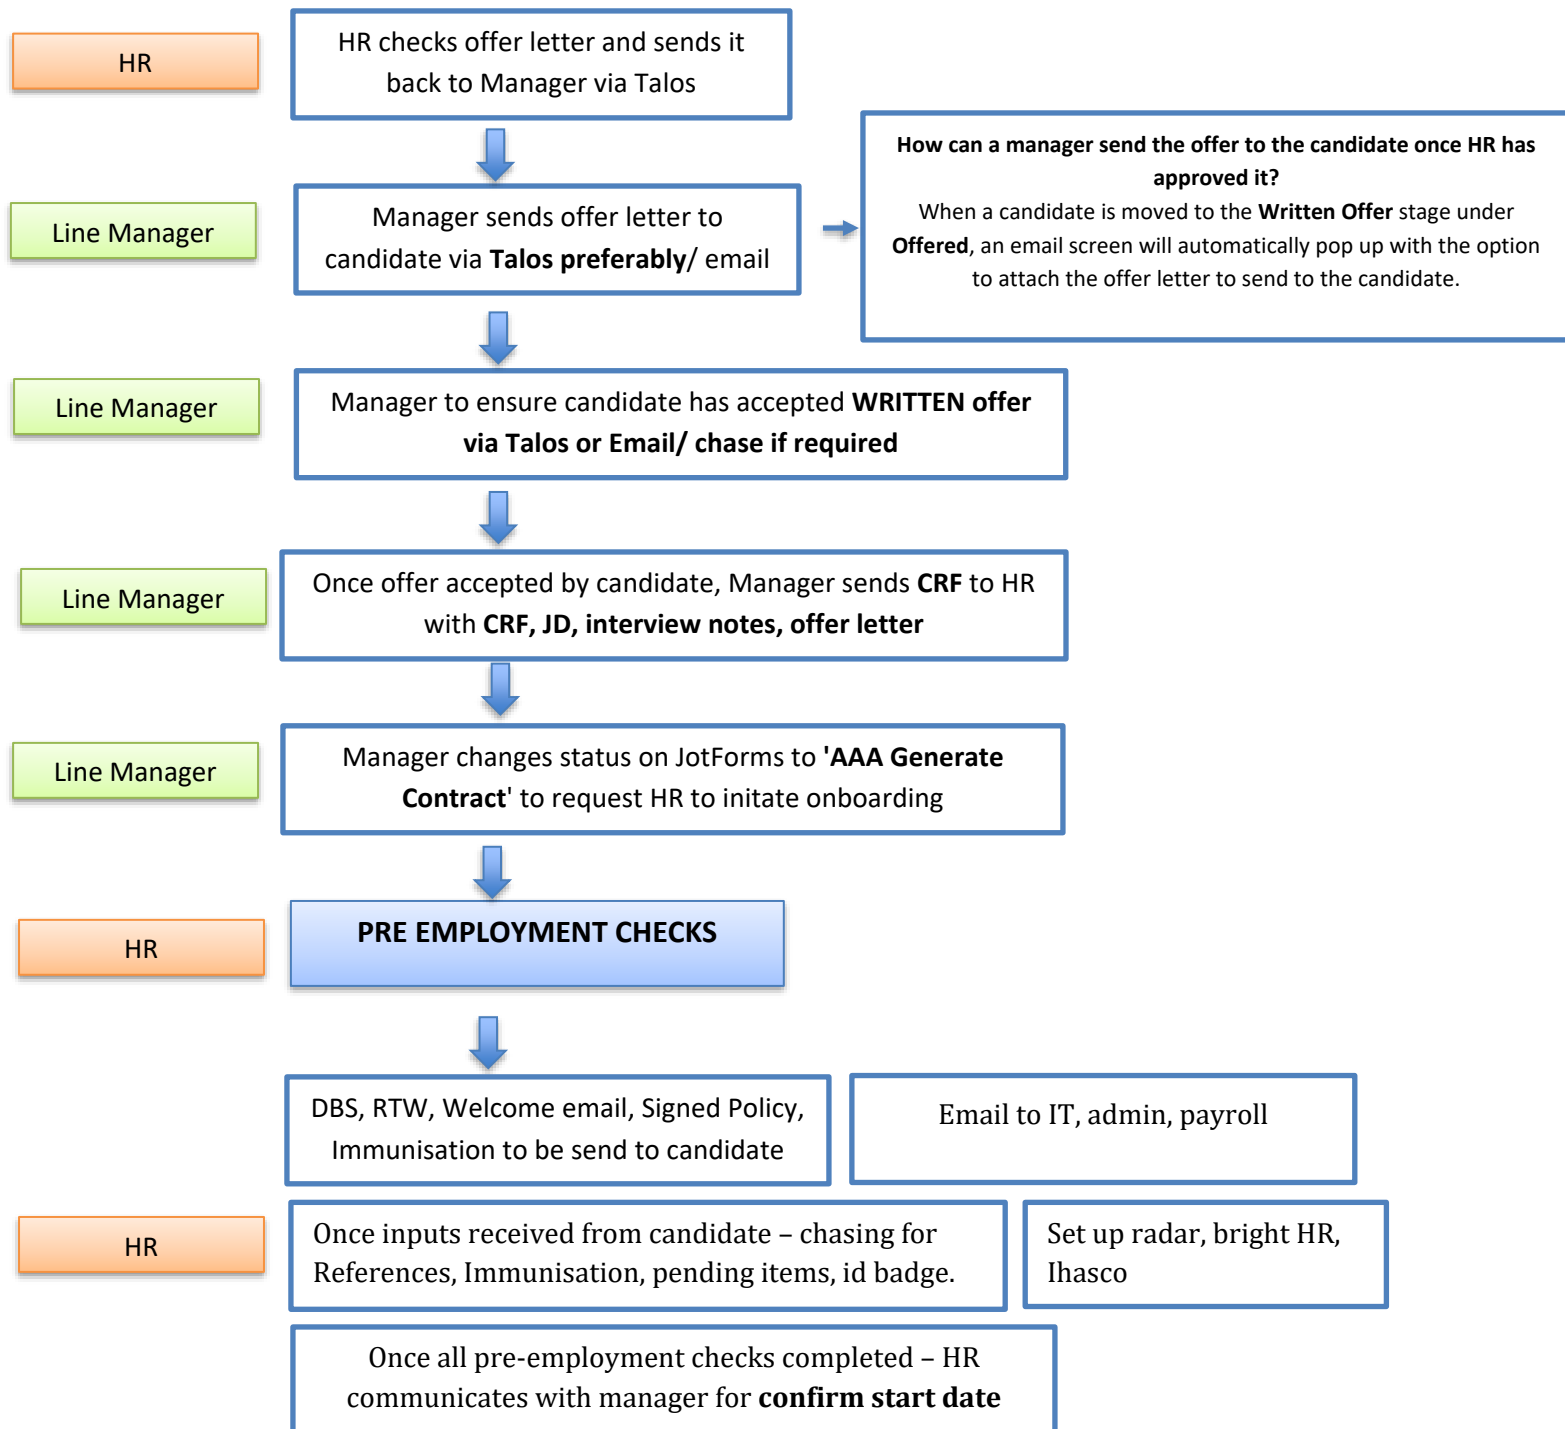 HR
HR checks offer letter and sends it
back to Manager via Talos
Line Manager
Manager sends offer letter to
candidate via Talos preferably/ email
How can a manager send the offer to the candidate once HR has
approved it?
When a candidate is moved to the Written Offer stage under
Offered, an email screen will automatically pop up with the option
to attach the offer letter to send to the candidate.
Line Manager
Manager to ensure candidate has accepted WRITTEN offer
via Talos or Email/ chase if required
Line Manager
Once offer accepted by candidate, Manager sends CRF to HR
with CRF, JD, interview notes, offer letter
Line Manager
Manager changes status on JotForms to 'AAA Generate
Contract' to request HR to initate onboarding
HR
PRE EMPLOYMENT CHECKS
DBS, RTW, Welcome email, Signed Policy,
Immunisation to be send to candidate
Email to IT, admin, payroll
HR
Once inputs received from candidate – chasing for
References, Immunisation, pending items, id badge.
Set up radar, bright HR,
Ihasco
Once all pre-employment checks completed – HR
communicates with manager for confirm start date